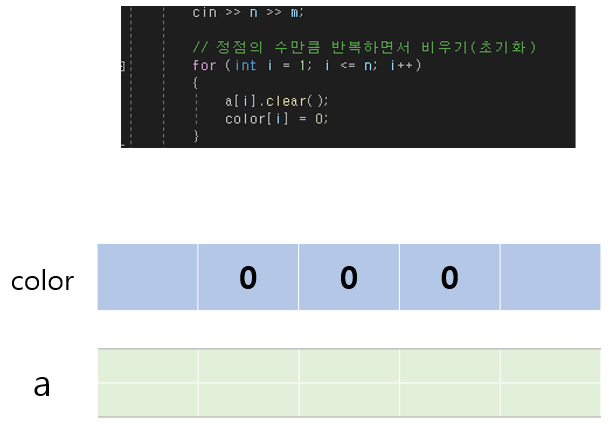 cin >> n >> m;
// 정점의 수만큼 반복하면서 비우기(초기화)
for (int i = 1; i <= n; i++)
{
a[i].clear();
color[i] = 0;
}
color 0 0 0
a